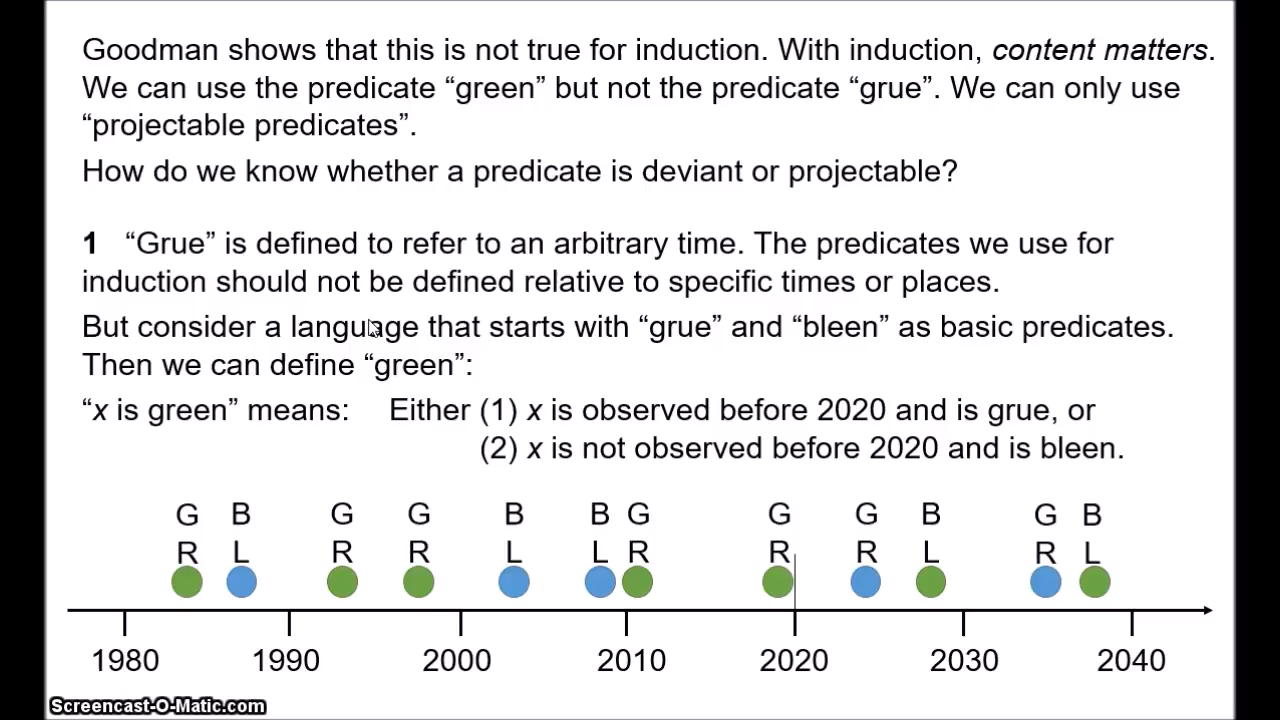 Goodman shows that this is not true for induction. With induction, content matters.
We can use the predicate “green” but not the predicate “grue”. We can only use
“projectable predicates”.
How do we know whether a predicate is deviant or projectable?
1 “Grue” is defined to refer to an arbitrary time. The predicates we use for
induction should not be defined relative to specific times or places.
But consider a language that starts with “grue” and “bleen” as basic predicates.
Then we can define “green”:
“x is green” means: Either (1) x is observed before 2020 and is grue, or
(2) x is not observed before 2020 and is bleen.
G B G G B B G G G B G B
R L R R L L R R R L R L
1980 1990 2000 2010 2020 2030 2040
Screencast-O-Matic.com